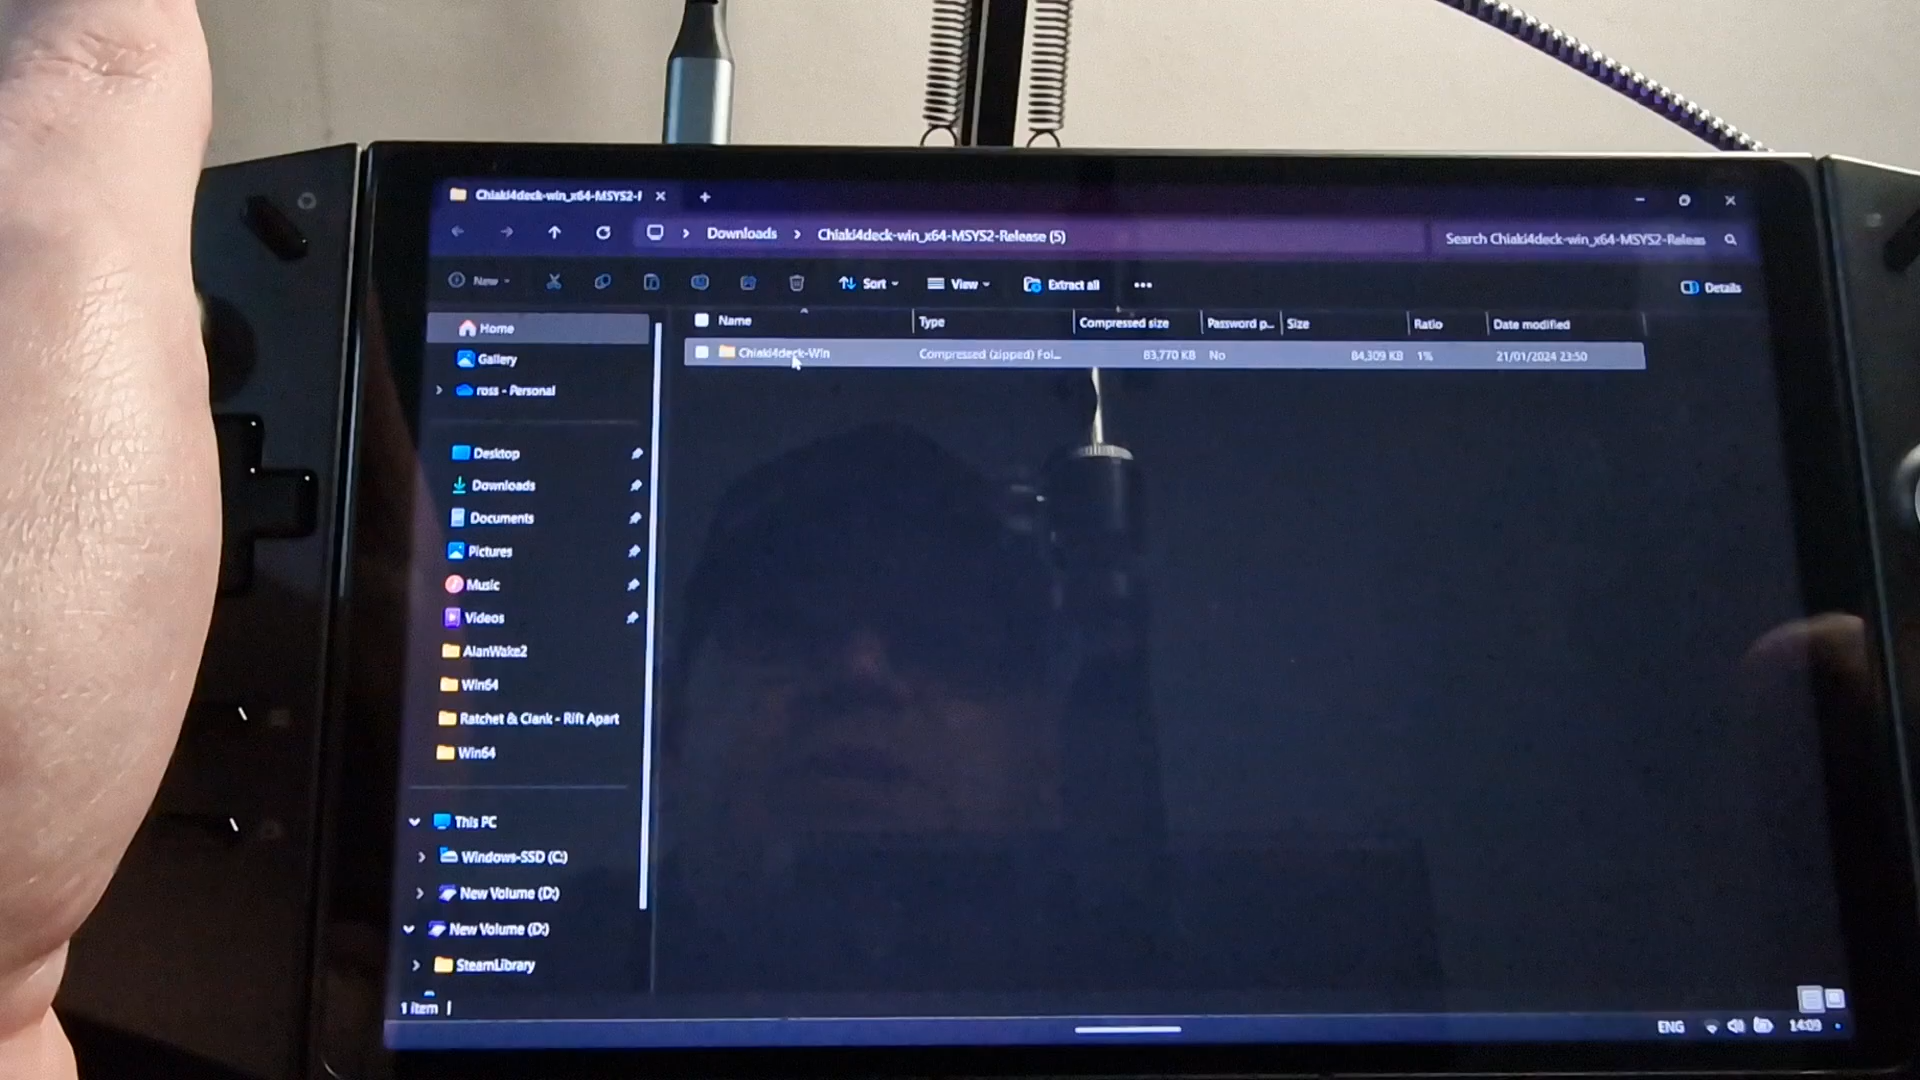 Chiaki4deck-win_x64-MSYS2-F
Downloads > Chiaki4deck-win_x64-MSYS2-Release (5)
Search Chiaki4deck-win_x64-MSYS2-Releas
New
Sort
View
Extract all
Details
Name
Type
Compressed size
Password p...
Size
Ratio
Date modified
Chiaki4deck-Win
Compressed (zipped) Fol...
83,770 KB
No
84,309 KB
1%
21/01/2024 23:50
Home
Gallery
ross - Personal
Desktop
Downloads
Documents
Pictures
Music
Videos
AlanWake2
Win64
Ratchet & Clank - Rift Apart
Win64
This PC
Windows-SSD (C:)
New Volume (D:)
New Volume (D:)
SteamLibrary
1 item
ENG
14:09